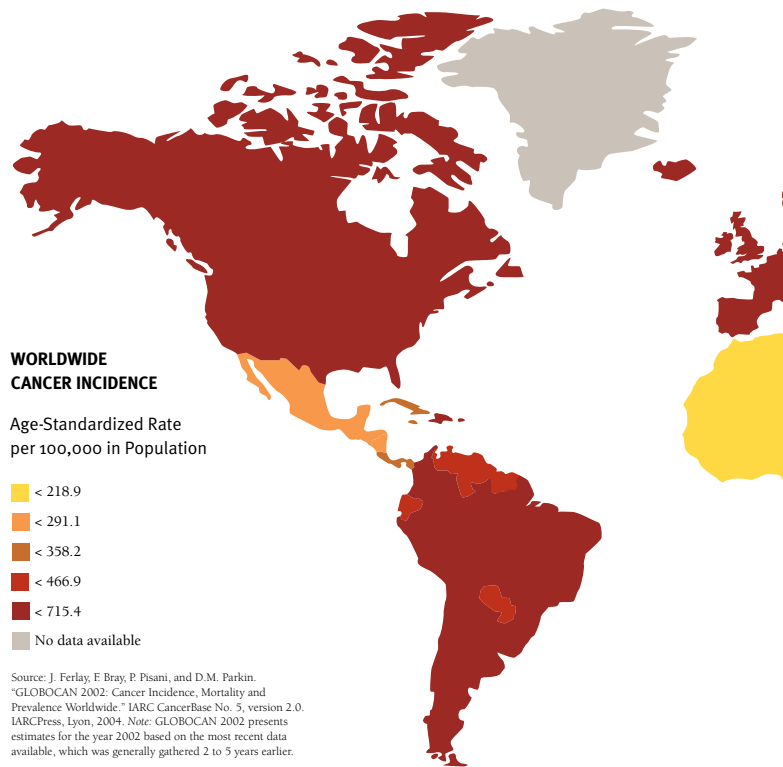 WORLDWIDE
CANCER INCIDENCE
Age-Standardized Rate
per 100,000 in Population
< 218.9
< 291.1
< 358.2
< 466.9
< 715.4
No data available
Source: J. Ferlay, F. Bray, P. Pisani, and D.M. Parkin.
“GLOBOCAN 2002: Cancer Incidence, Mortality and
Prevalence Worldwide.” IARC CancerBase No. 5, version 2.0.
IARCPress, Lyon, 2004. Note: GLOBOCAN 2002 presents
estimates for the year 2002 based on the most recent data
available, which was generally gathered 2 to 5 years earlier.